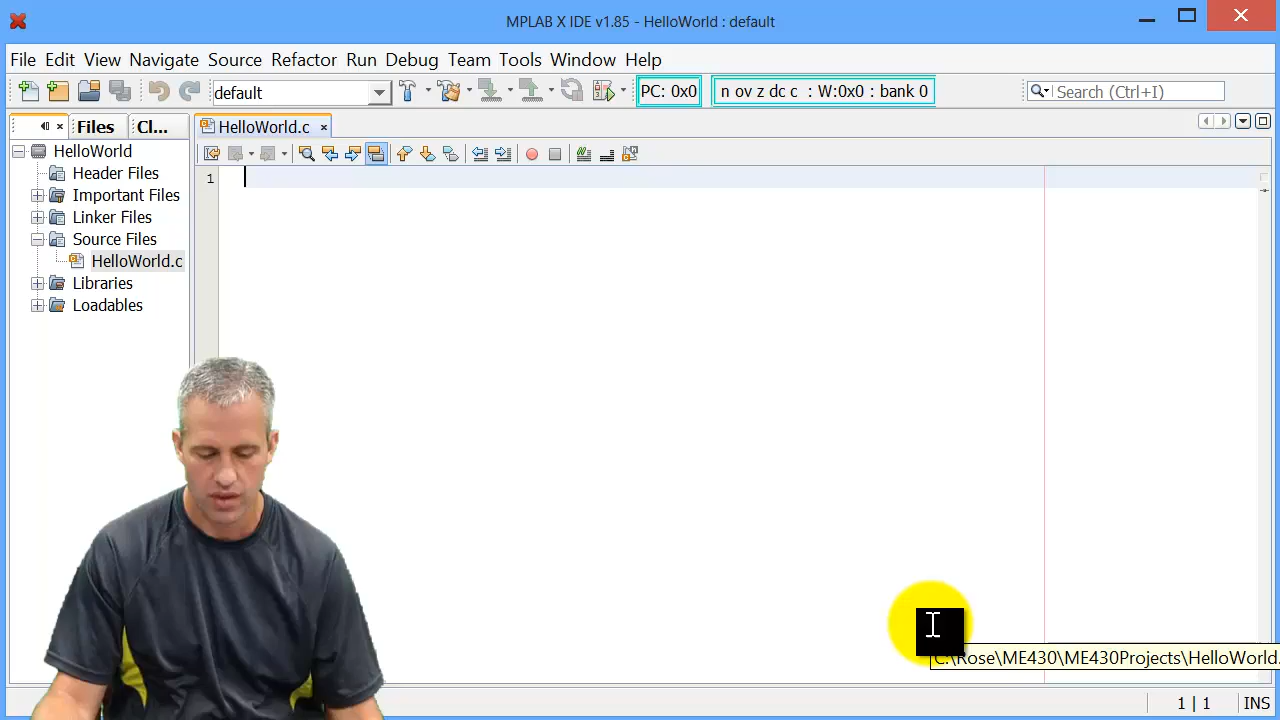 MPLAB X IDE v1.85 - HelloWorld : default
File Edit View Navigate Source Refactor Run Debug Team Tools Window Help
default
PC: 0x0
n ov z dc c : W:0x0 : bank 0
Search (Ctrl+I)
Files
Cl...
HelloWorld.c
HelloWorld
Header Files
Important Files
Linker Files
Source Files
HelloWorld.c
Libraries
Loadables
1
C:\Rose\ME430\ME430Projects\HelloWorld.
1 | 1
INS